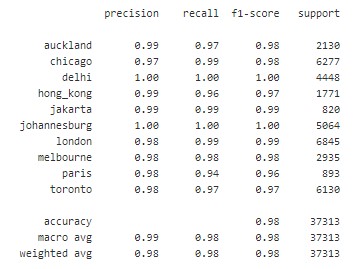 precision recall f1-score support
auckland 0.99 0.97 0.98 2130
chicago 0.97 0.99 0.98 6277
delhi 1.00 1.00 1.00 4448
hong_kong 0.99 0.96 0.97 1771
jakarta 0.99 0.99 0.99 820
johannesburg 1.00 1.00 1.00 5064
london 0.98 0.99 0.99 6845
melbourne 0.98 0.98 0.98 2935
paris 0.98 0.94 0.96 893
toronto 0.98 0.97 0.97 6130
accuracy 0.98 37313
macro avg 0.99 0.98 0.98 37313
weighted avg 0.98 0.98 0.98 37313